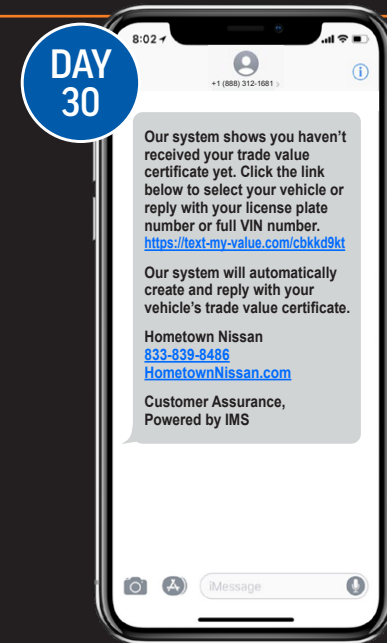 DAY
30
8:02
+1 (888) 312-1681 >
Our system shows you haven't
received your trade value
certificate yet. Click the link
below to select your vehicle or
reply with your license plate
number or full VIN number.
https://text-my-value.com/cbkkd9kt
Our system will automatically
create and reply with your
vehicle's trade value certificate.
Hometown Nissan
833-839-8486
HometownNissan.com
Customer Assurance,
Powered by IMS
iMessage